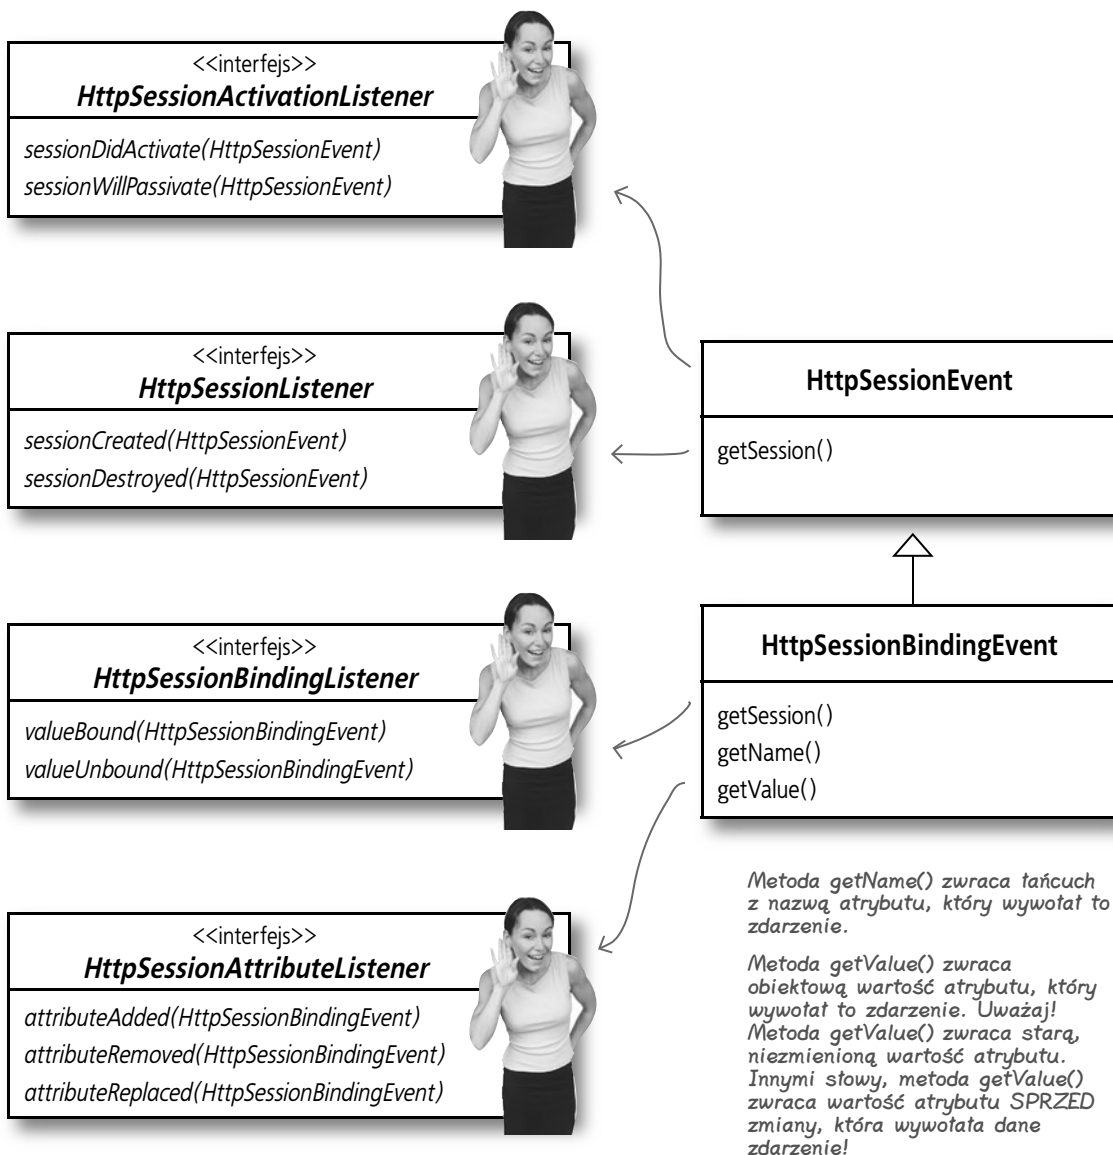 <<interfejs>>
HttpSessionActivationListener
sessionDidActivate(HttpSessionEvent)
sessionWillPassivate(HttpSessionEvent)
<<interfejs>>
HttpSessionListener
sessionCreated(HttpSessionEvent)
sessionDestroyed(HttpSessionEvent)
HttpSessionEvent
getSession()
<<interfejs>>
HttpSessionBindingListener
valueBound(HttpSessionBindingEvent)
valueUnbound(HttpSessionBindingEvent)
HttpSessionBindingEvent
getSession()
getName()
getValue()
<<interfejs>>
HttpSessionAttributeListener
attributeAdded(HttpSessionBindingEvent)
attributeRemoved(HttpSessionBindingEvent)
attributeReplaced(HttpSessionBindingEvent)
Metoda getName() zwraca łańcuch
z nazwą atrybutu, który wywołał to
zdarzenie.
Metoda getValue() zwraca
obiektową wartość atrybutu, który
wywołał to zdarzenie. Uważaj!
Metoda getValue() zwraca starą,
niezmienioną wartość atrybutu.
Innymi słowy, metoda getValue()
zwraca wartość atrybutu SPRZED
zmiany, która wywołała dane
zdarzenie!